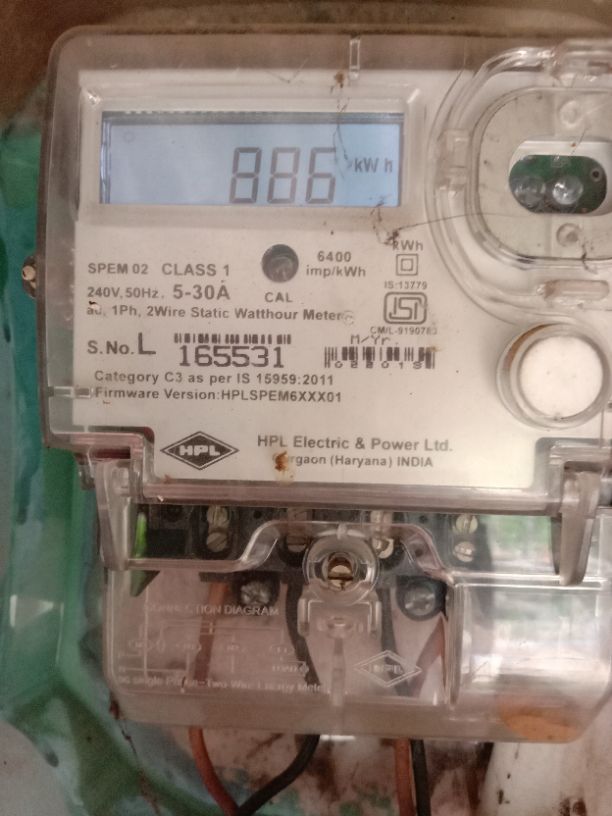 886 kWh
SPEM 02 CLASS 1
6400 imp/kWh
kWh
IS:13779
240V, 50Hz. 5-30A
CAL
ac, 1Ph, 2Wire Static Watthour Meter
CM/L-9190783
S.No. L 165531
M/Yr.
Category C3 as per IS 15959:2011
Firmware Version:HPLSPEM6XXX01
HPL
HPL Electric & Power Ltd.
(Haryana) INDIA
CONNECTION DIAGRAM
HPL